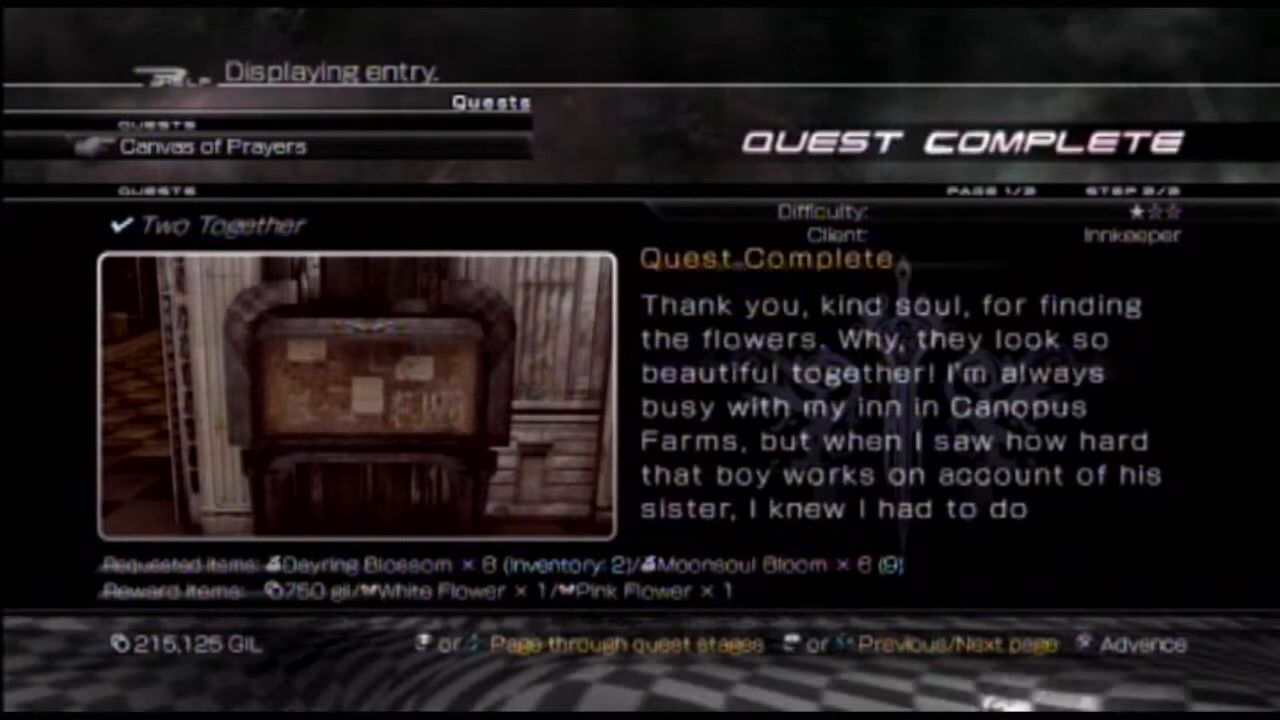 HELP Displaying entry.
Quests
QUESTS
Canvas of Prayers
QUEST COMPLETE
QUESTS
PAGE 1/2 STEP 2/2
Two Together
Difficulty: ★☆☆
Client: Innkeeper
Quest Complete
Thank you, kind soul, for finding
the flowers. Why, they look so
beautiful together! I'm always
busy with my inn in Canopus
Farms, but when I saw how hard
that boy works on account of his
sister, I knew I had to do
Requested items: Dayring Blossom × 6 (Inventory: 2)/Moonsoul Bloom × 6 (9)
Reward items: 750 gil/White Flower × 1/Pink Flower × 1
215,125 GIL
or Page through quest stages or Previous/Next page Advance